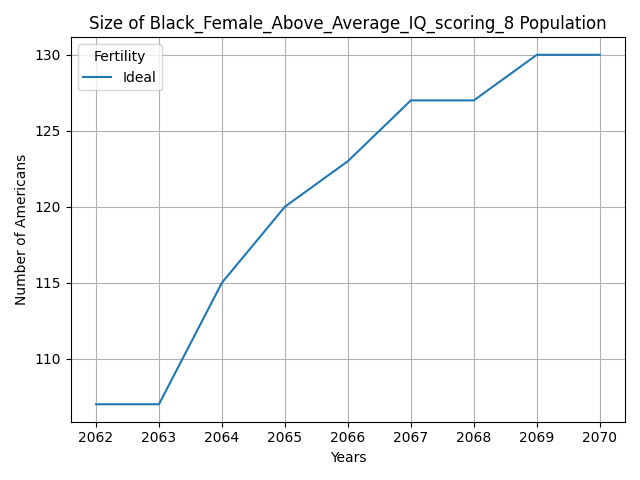 Size of Black_Female_Above_Average_IQ_scoring_8 Population
Fertility
Ideal
130
125
120
115
110
Number of Americans
2062 2063 2064 2065 2066 2067 2068 2069 2070
Years